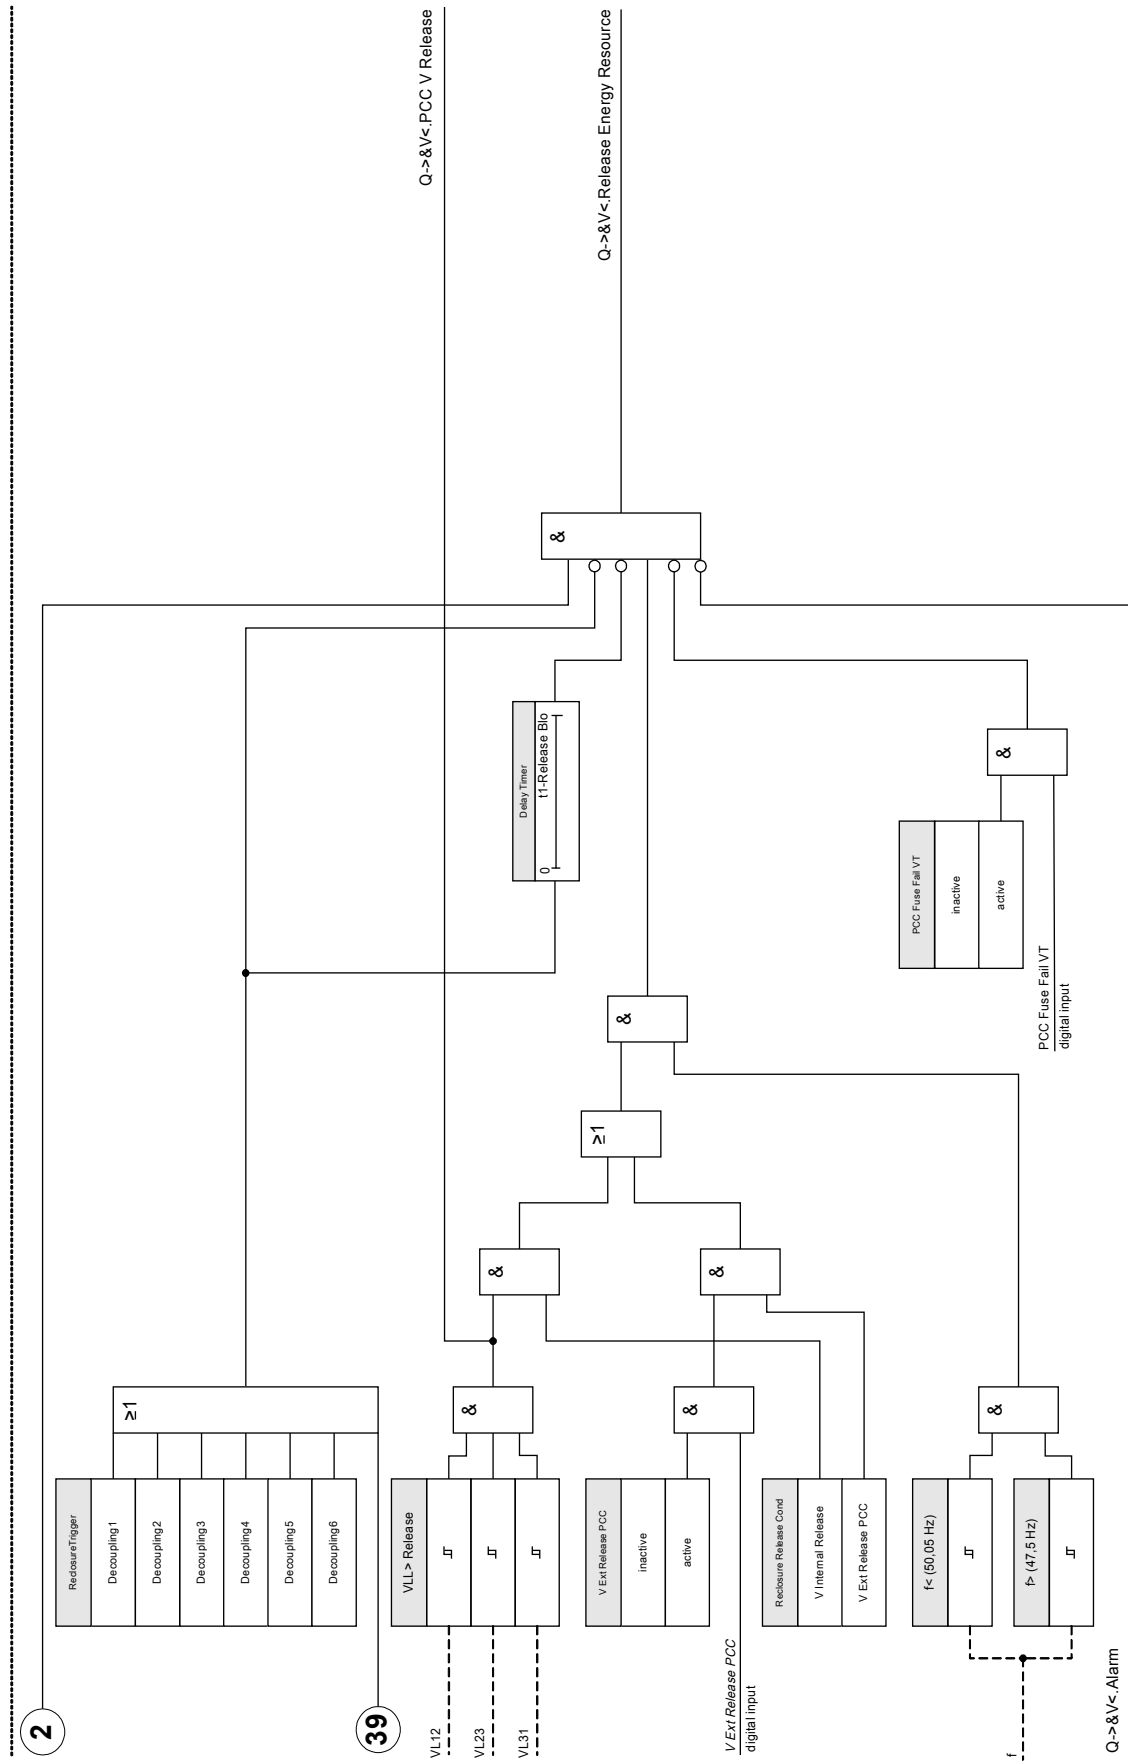 2
Reclosure Trigger
Decoupling1
Decoupling2
Decoupling3
Decoupling4
Decoupling5
Decoupling6
≥1
39
Q->&V<.PCC V Release
VLL> Release
VL12
VL23
VL31
&
&
Delay Timer
0
t1-Release Blo
&
Q->&V<.Release Energy Resource
≥1
&
V Ext Release PCC
inactive
active
V Ext Release PCC
digital input
&
&
Reclosure Release Cond
V Internal Release
V Ext Release PCC
PCC Fuse Fail VT
inactive
active
PCC Fuse Fail VT
digital input
&
f< (50,05 Hz)
f> (47,5 Hz)
&
f
Q->&V<.Alarm